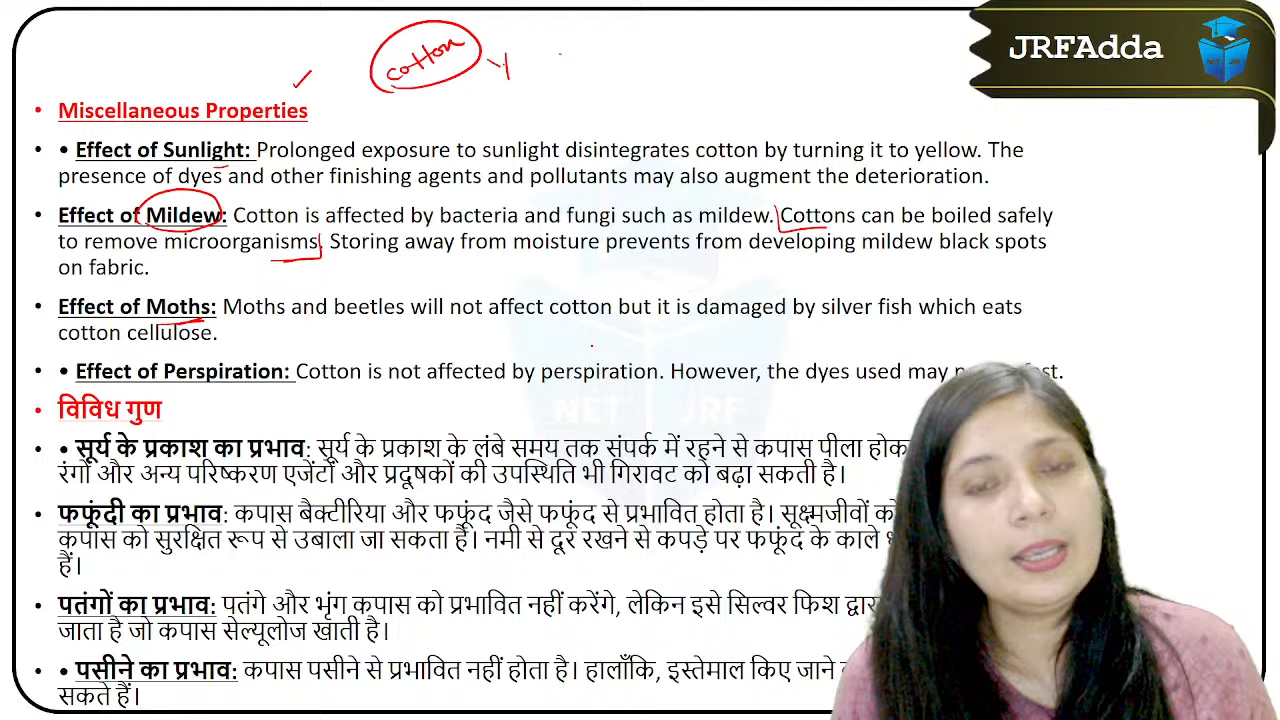 JRFAdda
cotton
Miscellaneous Properties
• Effect of Sunlight: Prolonged exposure to sunlight disintegrates cotton by turning it to yellow. The
presence of dyes and other finishing agents and pollutants may also augment the deterioration.
Effect of Mildew: Cotton is affected by bacteria and fungi such as mildew. Cottons can be boiled safely
to remove microorganisms. Storing away from moisture prevents from developing mildew black spots
on fabric.
Effect of Moths: Moths and beetles will not affect cotton but it is damaged by silver fish which eats
cotton cellulose.
• Effect of Perspiration: Cotton is not affected by perspiration. However, the dyes used may
विविध गुण
• सूर्य के प्रकाश का प्रभाव: सूर्य के प्रकाश के लंबे समय तक संपर्क में रहने से कपास पीला होक
रंगों और अन्य परिष्करण एजेंटों और प्रदूषकों की उपस्थिति भी गिरावट को बढ़ा सकती है।
फफूंदी का प्रभाव: कपास बैक्टीरिया और फफूंद जैसे फफूंद से प्रभावित होता है। सूक्ष्मजीवों को
कपास को सुरक्षित रूप से उबाला जा सकता है। नमी से दूर रखने से कपड़े पर फफूंद के काले
हैं।
पतंगों का प्रभाव: पतंगे और भृंग कपास को प्रभावित नहीं करेंगे, लेकिन इसे सिल्वर फिश द्वारा
जाता है जो कपास सेल्यूलोज खाती है।
• पसीने का प्रभाव: कपास पसीने से प्रभावित नहीं होता है। हालाँकि, इस्तेमाल किए जाने
सकते हैं।
NET JRF